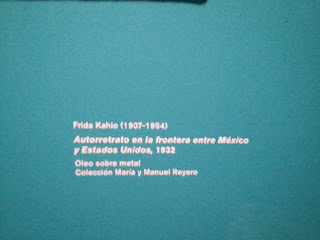 Frida Kahlo (1907-1954)
Autorretrato en la frontera entre México
y Estados Unidos, 1932
Oleo sobre metal
Colección María y Manuel Reyero